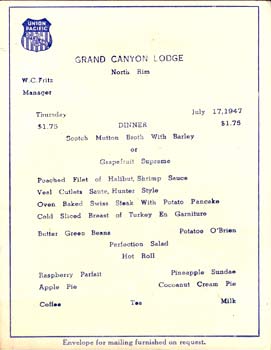 UNION
PACIFIC
GRAND CANYON LODGE
North Rim
W.C.Fritz
Manager
Thursday July 17,1947
$1.75 DINNER $1.75
Scotch Mutton Broth With Barley
or
Grapefruit Supreme
Poached Filet of Halibut, Shrimp Sauce
Veal Cutlets Saute, Hunter Style
Oven Baked Swiss Steak With Potato Pancake
Cold Sliced Breast of Turkey En Garniture
Butter Green Beans Potatoe O'Brien
Perfection Salad
Hot Roll
Raspberry Parfait Pineapple Sundae
Apple Pie Cocoanut Cream Pie
Coffee Tea Milk
Envelope for mailing furnished on request.